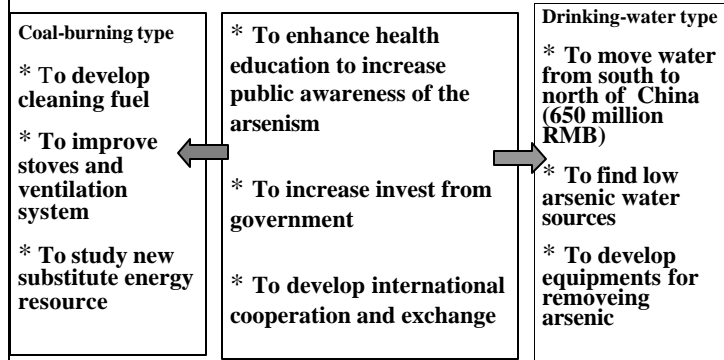 Coal-burning type
* To develop
cleaning fuel
* To improve
stoves and
ventilation
system
* To study new
substitute energy
resource
* To enhance health
education to increase
public awareness of the
arsenism
* To increase invest from
government
* To develop international
cooperation and exchange
Drinking-water type
* To move water
from south to
north of China
(650 million
RMB)
* To find low
arsenic water
sources
* To develop
equipments for
removeing
arsenic